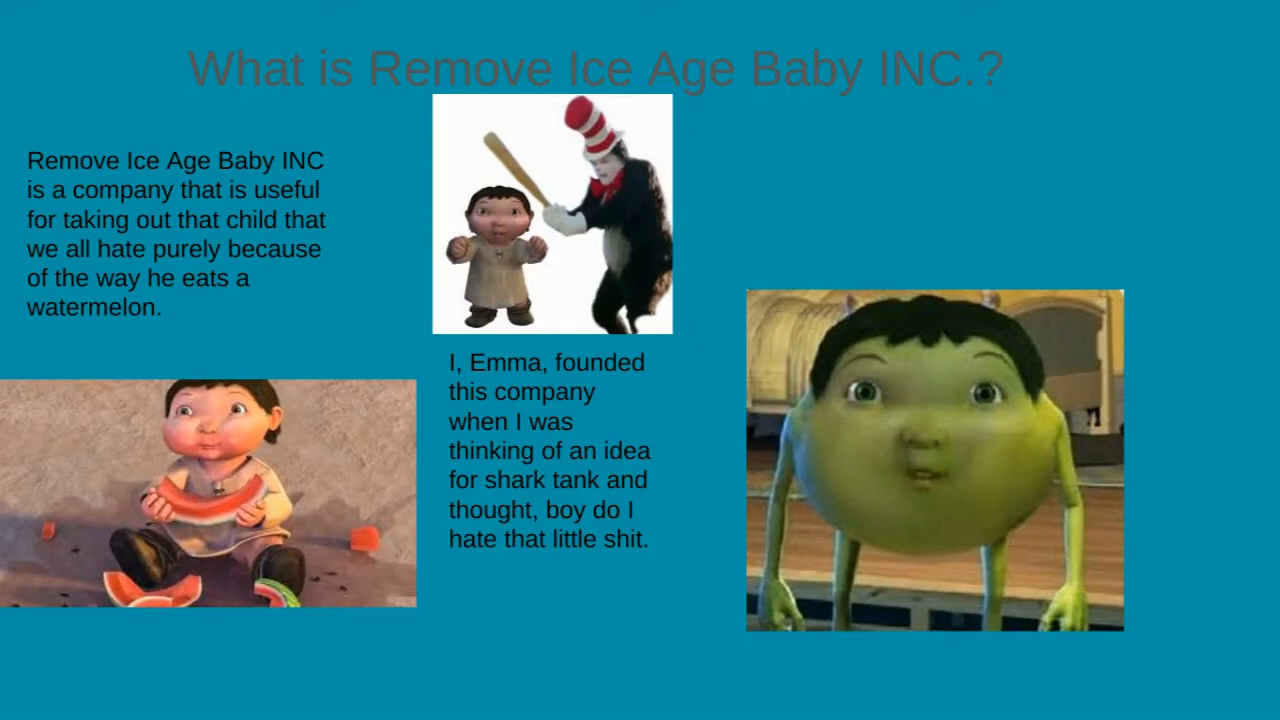 What is Remove Ice Age Baby INC.?
Remove Ice Age Baby INC
is a company that is useful
for taking out that child that
we all hate purely because
of the way he eats a
watermelon.
I, Emma, founded
this company
when I was
thinking of an idea
for shark tank and
thought, boy do I
hate that little shit.